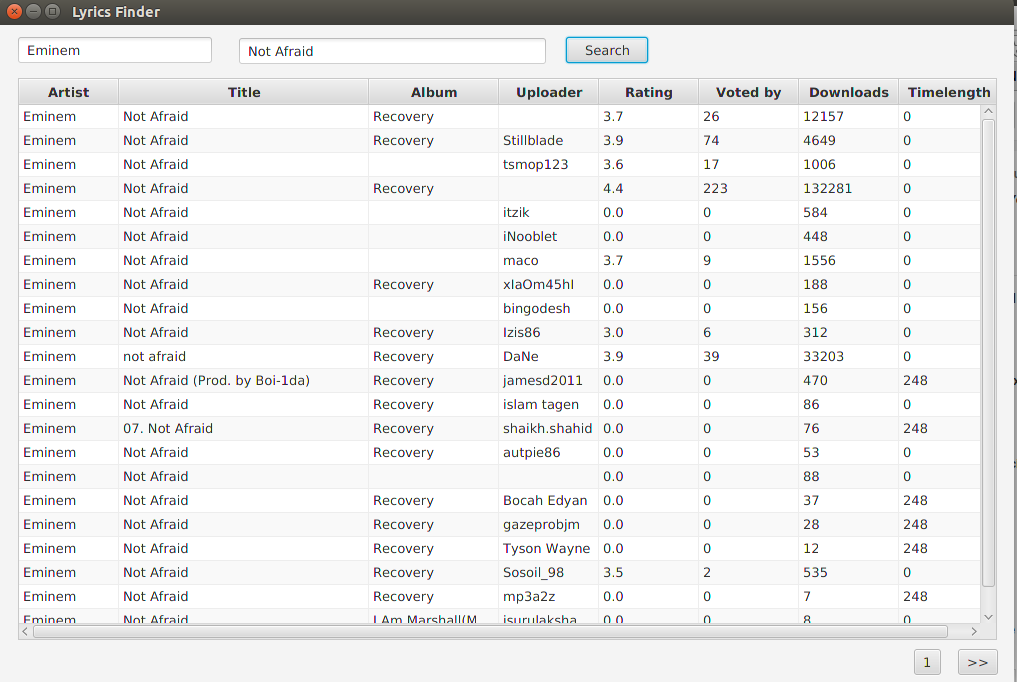 Lyrics Finder
Eminem Not Afraid Search
Artist Title Album Uploader Rating Voted by Downloads Timelength
Eminem Not Afraid Recovery 3.7 26 12157 0
Eminem Not Afraid Recovery Stillblade 3.9 74 4649 0
Eminem Not Afraid tsmop123 3.6 17 1006 0
Eminem Not Afraid Recovery 4.4 223 132281 0
Eminem Not Afraid itzik 0.0 0 584 0
Eminem Not Afraid iNooblet 0.0 0 448 0
Eminem Not Afraid maco 3.7 9 1556 0
Eminem Not Afraid Recovery xIaOm45hI 0.0 0 188 0
Eminem Not Afraid bingodesh 0.0 0 156 0
Eminem Not Afraid Recovery Izis86 3.0 6 312 0
Eminem not afraid Recovery DaNe 3.9 39 33203 0
Eminem Not Afraid (Prod. by Boi-1da) Recovery jamesd2011 0.0 0 470 248
Eminem Not Afraid Recovery islam tagen 0.0 0 86 0
Eminem 07. Not Afraid Recovery shaikh.shahid 0.0 0 76 248
Eminem Not Afraid Recovery autpie86 0.0 0 53 0
Eminem Not Afraid 0.0 0 88 0
Eminem Not Afraid Recovery Bocah Edyan 0.0 0 37 248
Eminem Not Afraid Recovery gazeprobjm 0.0 0 28 248
Eminem Not Afraid Recovery Tyson Wayne 0.0 0 12 248
Eminem Not Afraid Recovery Sosoil_98 3.5 2 535 0
Eminem Not Afraid Recovery mp3a2z 0.0 0 7 248
Eminem Not Afraid I Am Marshall(M isurulaksha 0.0 0 8 0
1 >>